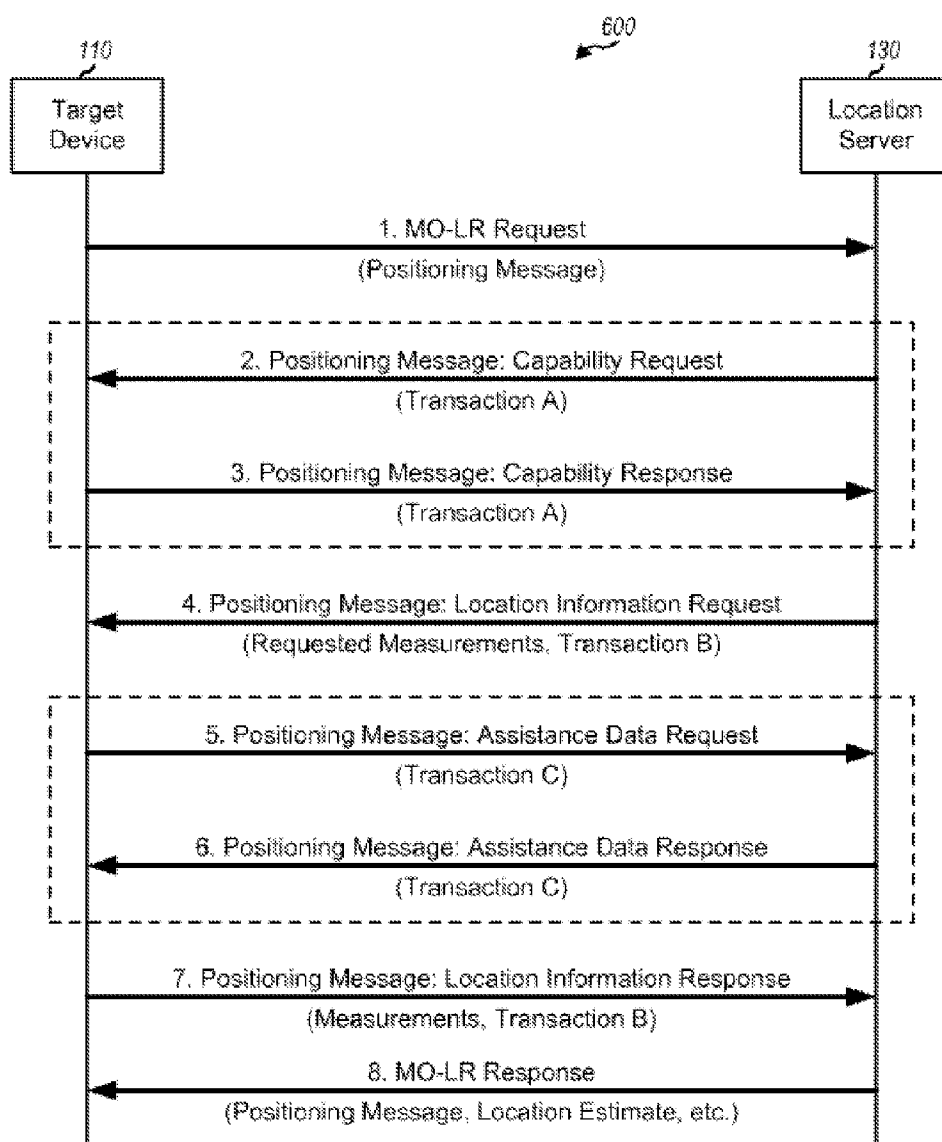 600
110
130
Target
Device
Location
Server
1. MO-LR Request
(Positioning Message)
2. Positioning Message: Capability Request
(Transaction A)
3. Positioning Message: Capability Response
(Transaction A)
4. Positioning Message: Location Information Request
(Requested Measurements, Transaction B)
5. Positioning Message: Assistance Data Request
(Transaction C)
6. Positioning Message: Assistance Data Response
(Transaction C)
7. Positioning Message: Location Information Response
(Measurements, Transaction B)
8. MO-LR Response
(Positioning Message, Location Estimate, etc.)